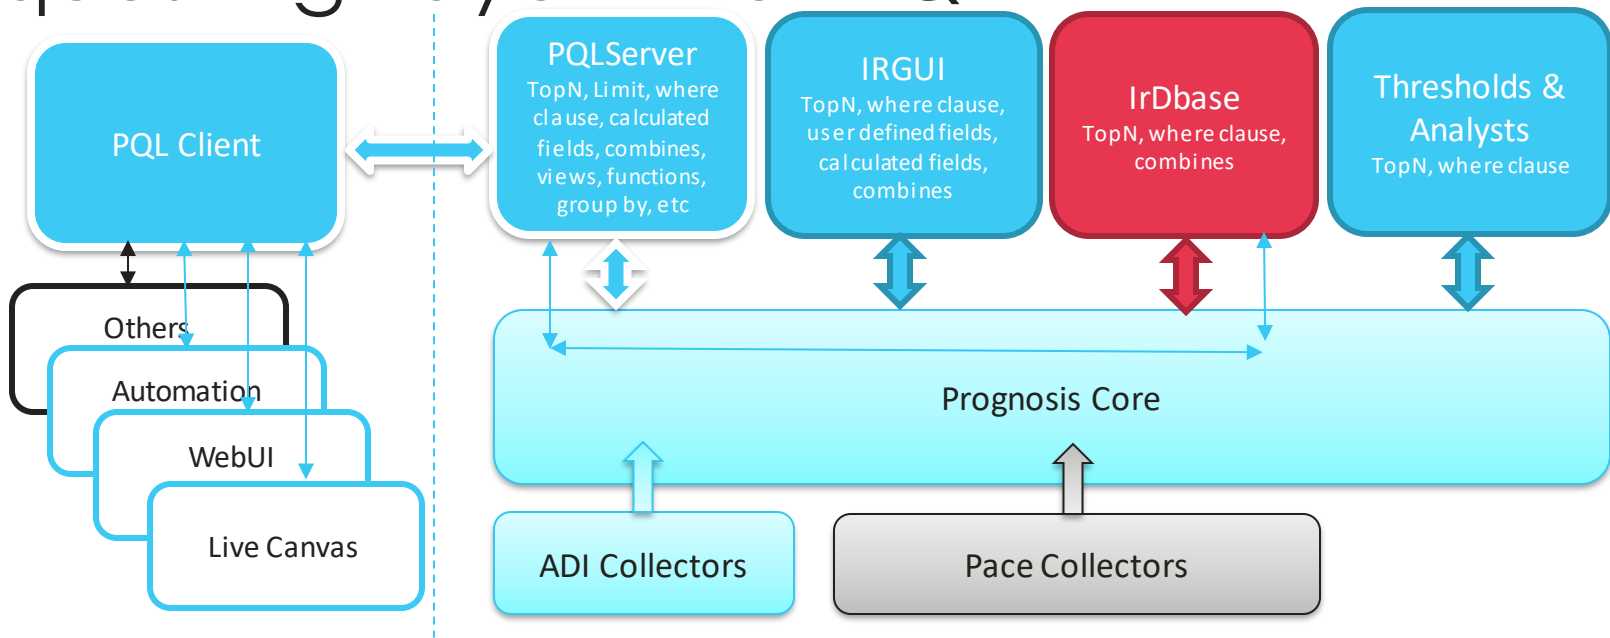 PQL Client
PQLServer
TopN, Limit, where
clause, calculated
fields, combines,
views, functions,
group by, etc
IRGUI
TopN, where clause,
user defined fields,
calculated fields,
combines
IrDbase
TopN, where clause,
combines
Thresholds &
Analysts
TopN, where clause
Others
Automation
WebUI
Live Canvas
Prognosis Core
ADI Collectors
Pace Collectors